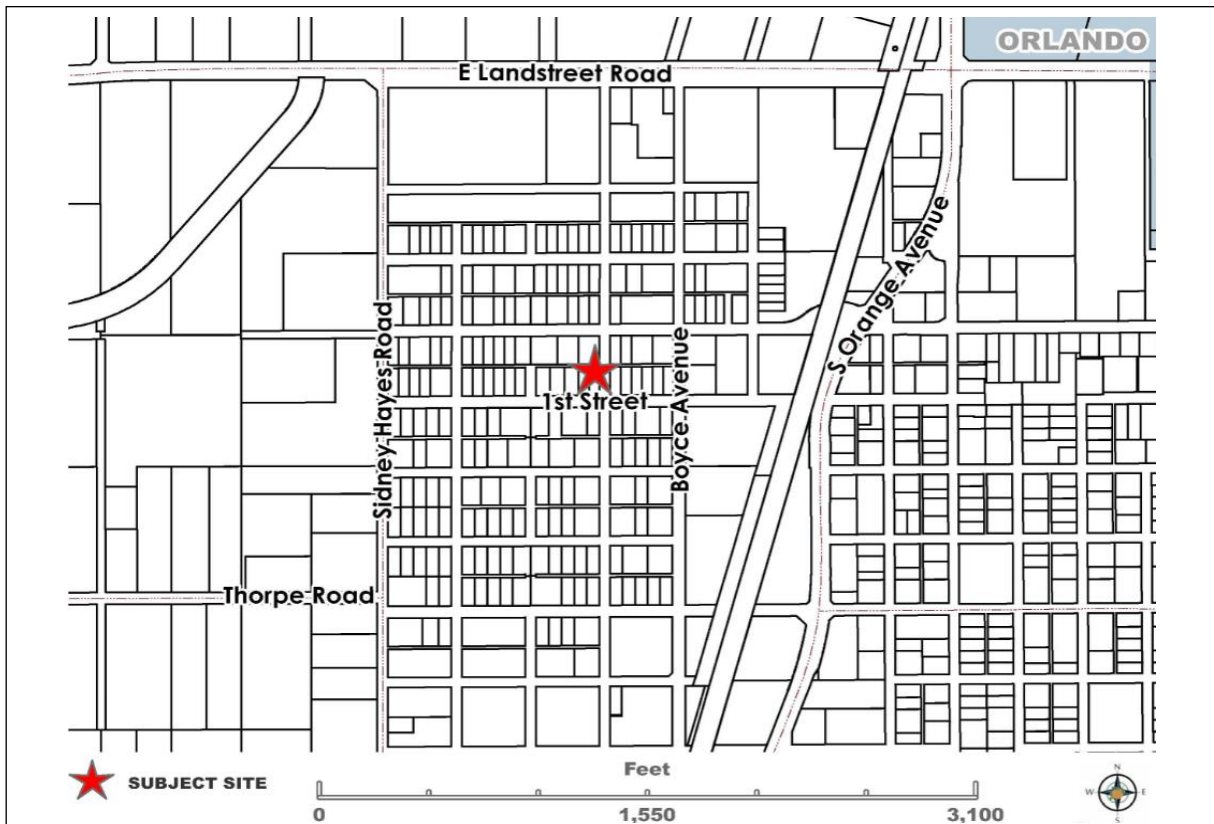 ORLANDO
E Landstreet Road
S Orange Avenue
Sidney Hayes Road
Boyce Avenue
1st Street
Thorpe Road
SUBJECT SITE
Feet
0 1,550 3,100
N
W E
S